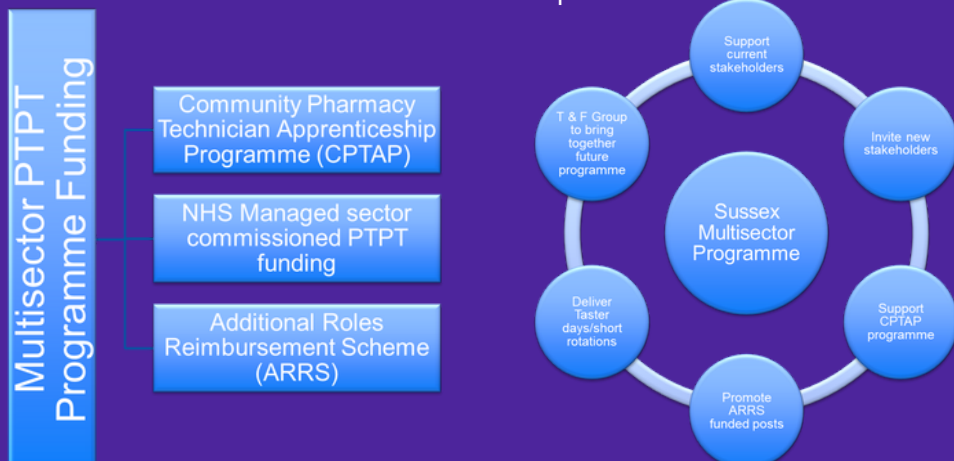 Multisector PTPT
Programme Funding
Community Pharmacy
Technician Apprenticeship
Programme (CPTAP)
NHS Managed sector
commissioned PTPT
funding
Additional Roles
Reimbursement Scheme
(ARRS)
Sussex
Multisector
Programme
Support
current
stakeholders
Invite new
stakeholders
Support
CPTAP
programme
Promote
ARRS
funded posts
Deliver
Taster
days/short
rotations
T & F Group
to bring
together
future
programme